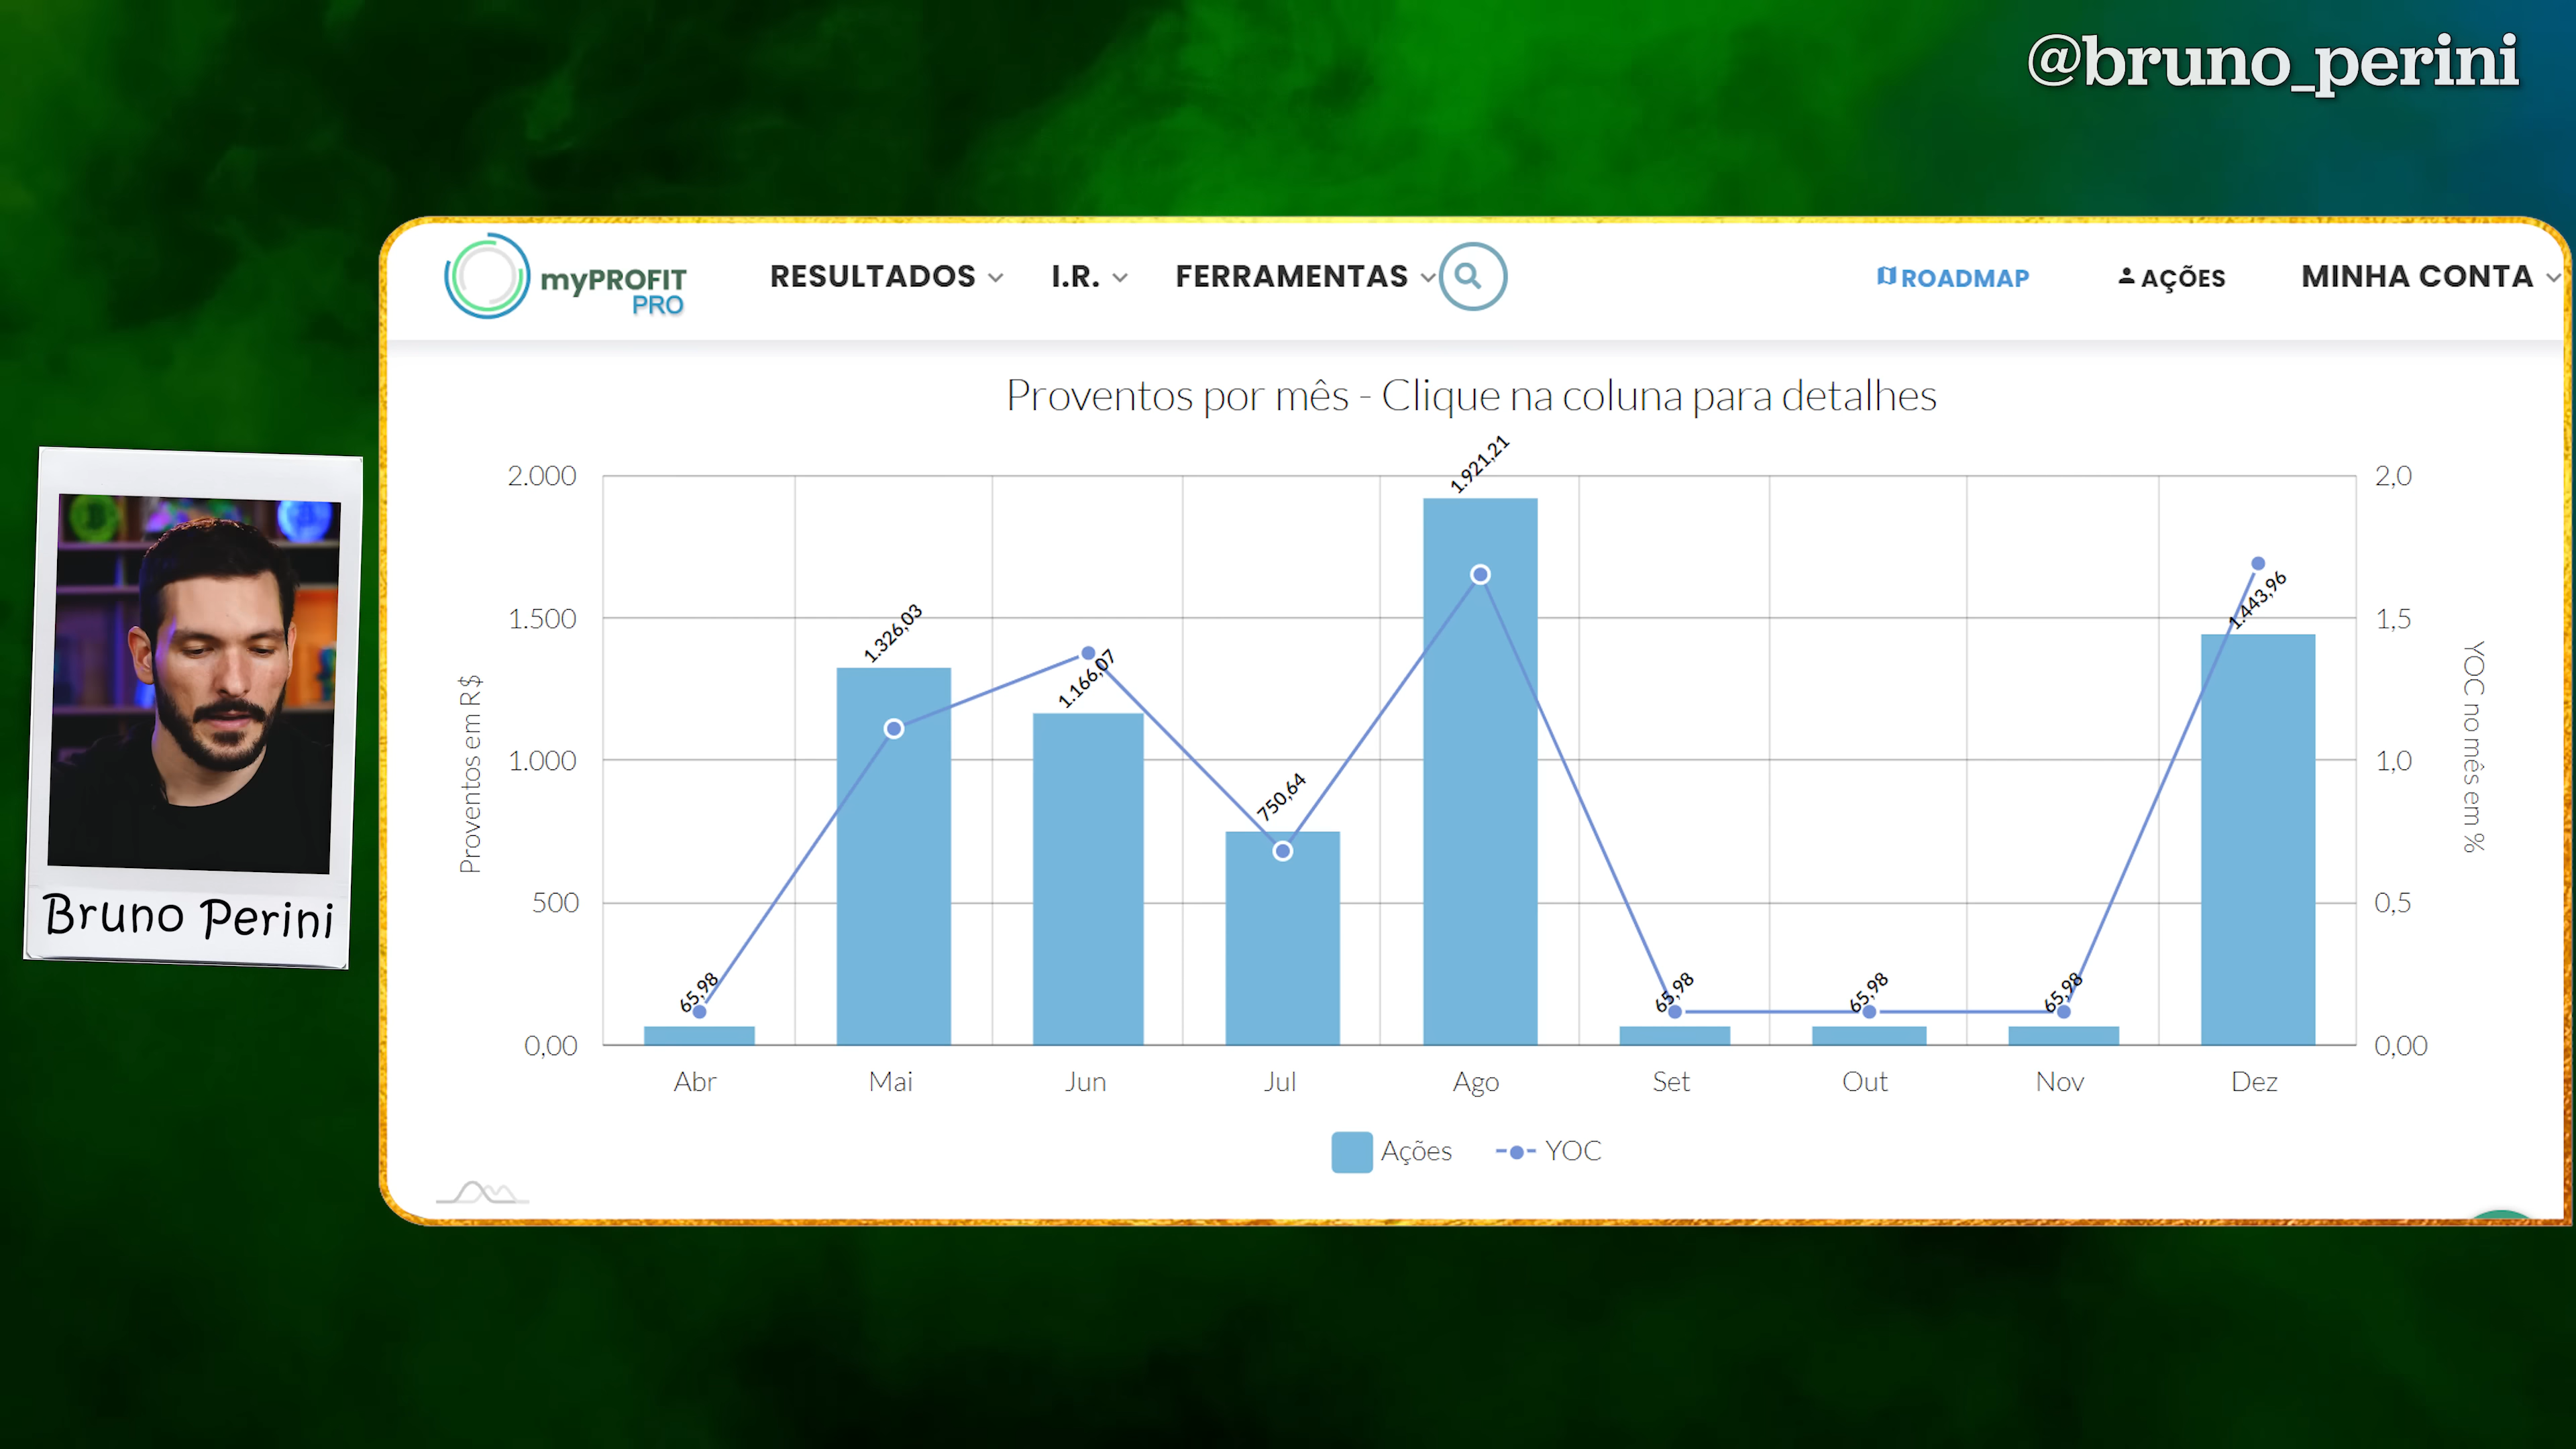 @bruno_perini
myPROFIT
PRO
RESULTADOS
I.R.
FERRAMENTAS
ROADMAP
AÇÕES
MINHA CONTA
Proventos por mês - Clique na coluna para detalhes
Proventos em R$
2.000
1.500
1.000
500
0,00
65,98
1.326,03
1.166,07
750,64
1.921,21
65,98
65,98
65,98
1.443,96
2,0
1,5
1,0
0,5
0,00
YOC no mês em %
Abr
Mai
Jun
Jul
Ago
Set
Out
Nov
Dez
Ações
YOC
Bruno Perini